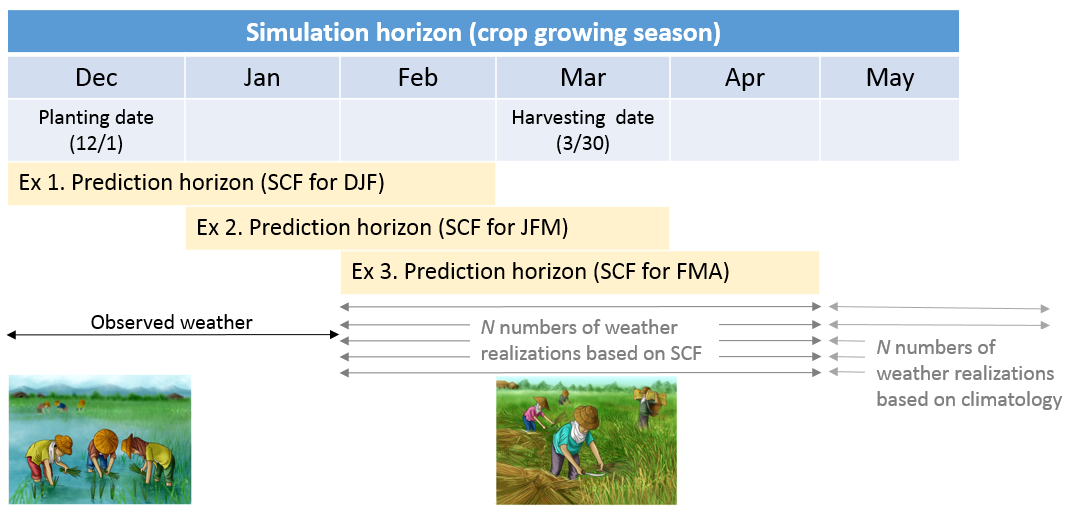 Simulation horizon (crop growing season)
Dec Jan Feb Mar Apr May
Planting date
(12/1)
Harvesting date
(3/30)
Ex 1. Prediction horizon (SCF for DJF)
Ex 2. Prediction horizon (SCF for JFM)
Ex 3. Prediction horizon (SCF for FMA)
Observed weather
N numbers of weather
realizations based on SCF
N numbers of
weather realizations
based on climatology